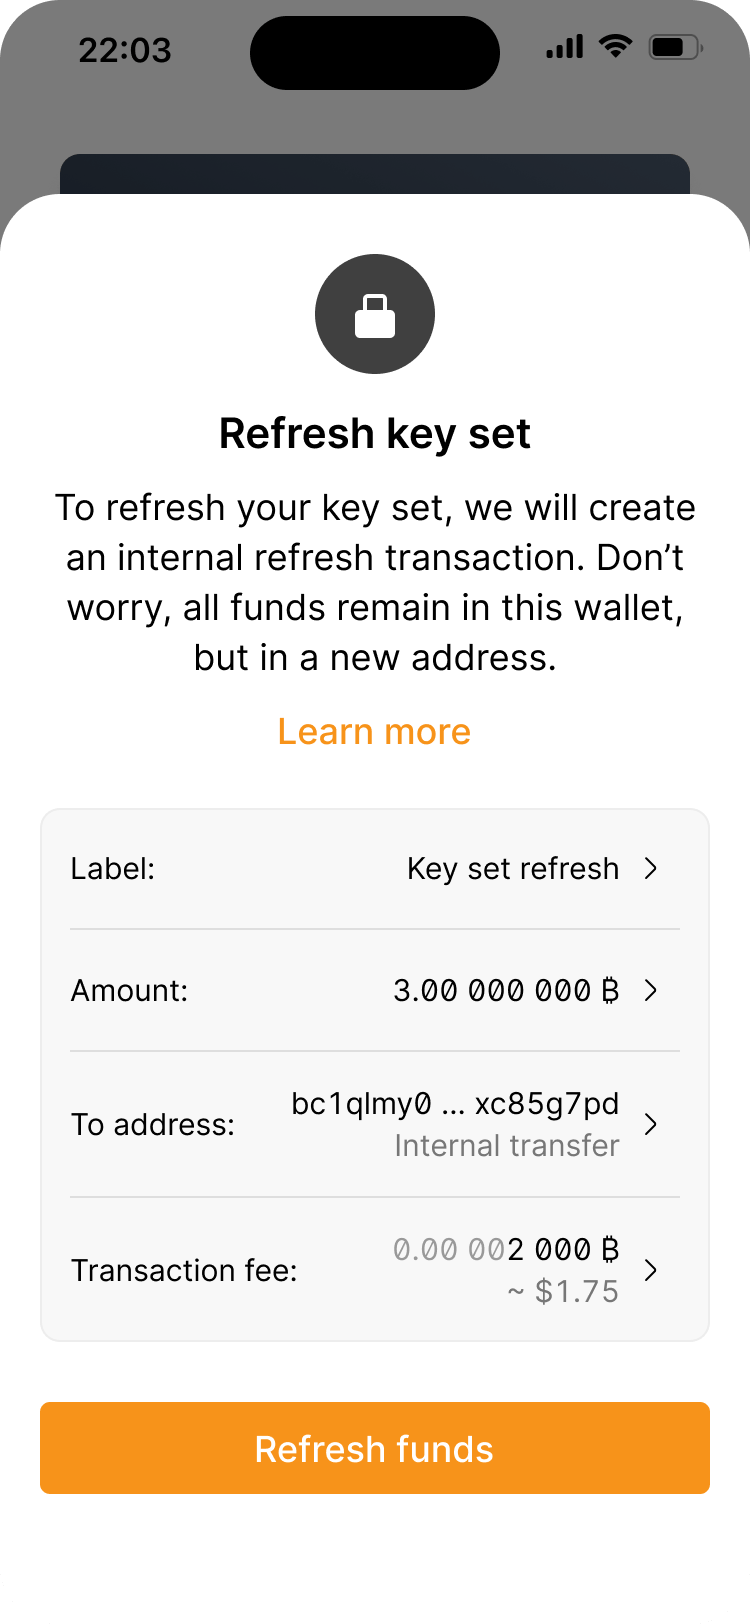 22:03
Refresh key set
To refresh your key set, we will create
an internal refresh transaction. Don’t
worry, all funds remain in this wallet,
but in a new address.
Learn more
Label: Key set refresh
Amount: 3.00 000 000 ₿
To address: bc1qlmy0 ... xc85g7pd
Internal transfer
Transaction fee: 0.00 002 000 ₿
~ $1.75
Refresh funds